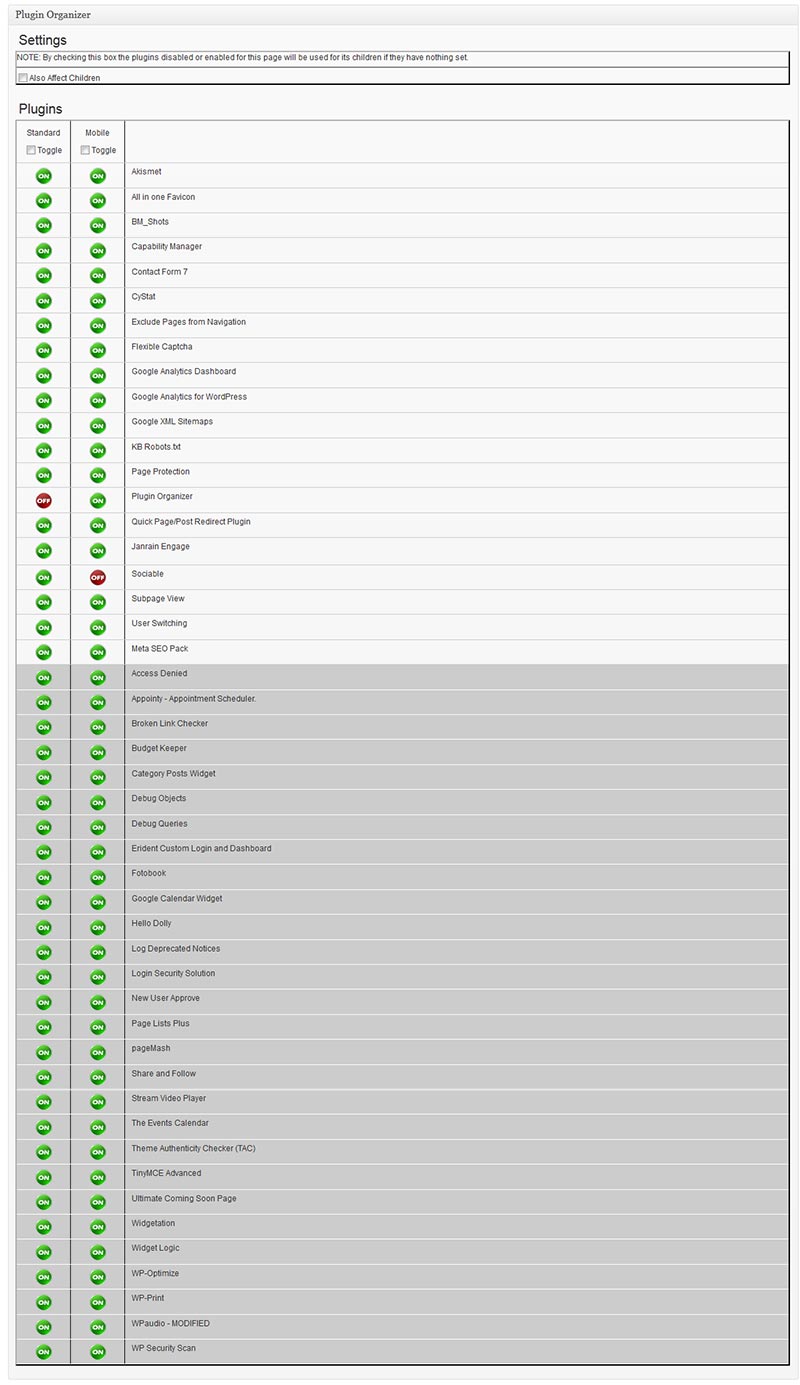 Plugin Organizer
Settings
NOTE: By checking this box the plugins disabled or enabled for this page will be used for its children if they have nothing set.
Also Affect Children
Plugins
Standard Mobile
Toggle Toggle
ON ON Akismet
ON ON All in one Favicon
ON ON BM_Shots
ON ON Capability Manager
ON ON Contact Form 7
ON ON CyStat
ON ON Exclude Pages from Navigation
ON ON Flexible Captcha
ON ON Google Analytics Dashboard
ON ON Google Analytics for WordPress
ON ON Google XML Sitemaps
ON ON KB Robots.txt
ON ON Page Protection
OFF ON Plugin Organizer
ON ON Quick Page/Post Redirect Plugin
ON ON Janrain Engage
ON OFF Sociable
ON ON Subpage View
ON ON User Switching
ON ON Meta SEO Pack
ON ON Access Denied
ON ON Appointy - Appointment Scheduler.
ON ON Broken Link Checker
ON ON Budget Keeper
ON ON Category Posts Widget
ON ON Debug Objects
ON ON Debug Queries
ON ON Erident Custom Login and Dashboard
ON ON Fotobook
ON ON Google Calendar Widget
ON ON Hello Dolly
ON ON Log Deprecated Notices
ON ON Login Security Solution
ON ON New User Approve
ON ON Page Lists Plus
ON ON pageMash
ON ON Share and Follow
ON ON Stream Video Player
ON ON The Events Calendar
ON ON Theme Authenticity Checker (TAC)
ON ON TinyMCE Advanced
ON ON Ultimate Coming Soon Page
ON ON Widgetation
ON ON Widget Logic
ON ON WP-Optimize
ON ON WP-Print
ON ON WPaudio - MODIFIED
ON ON WP Security Scan